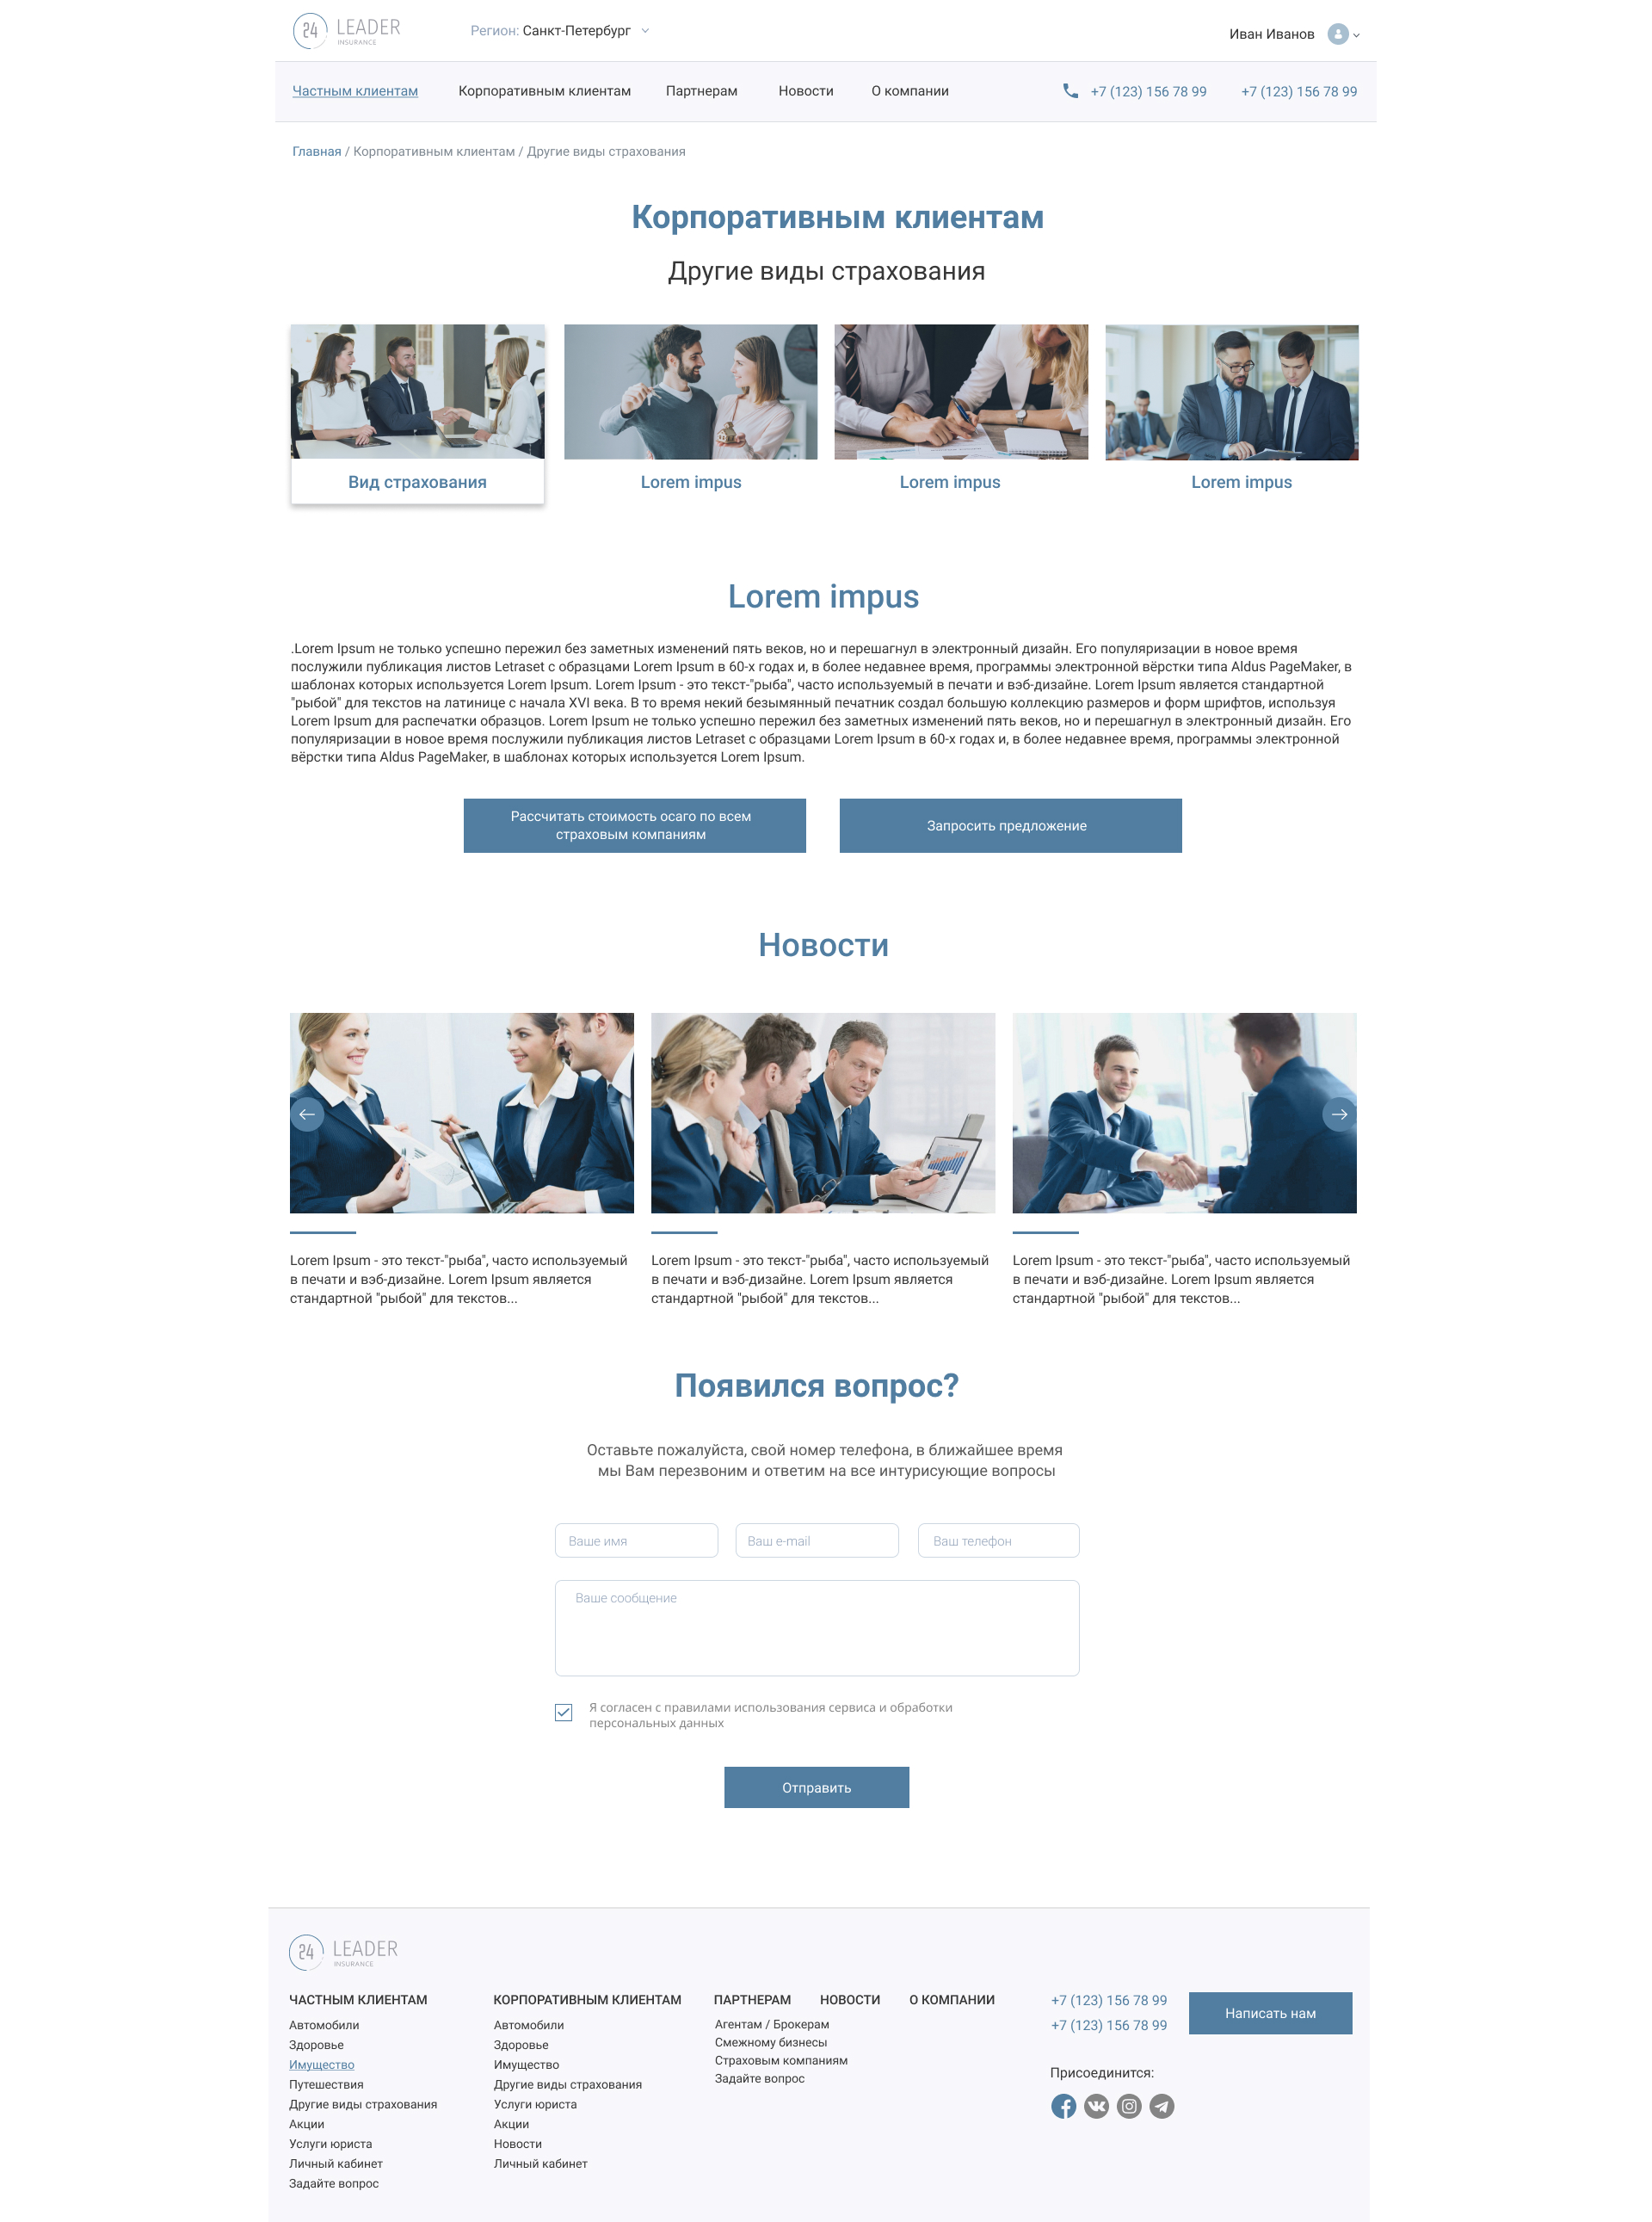 24 LEADER
INSURANCE
Регион: Санкт-Петербург
Иван Иванов
Частным клиентам Корпоративным клиентам Партнерам Новости О компании +7 (123) 156 78 99 +7 (123) 156 78 99
Главная / Корпоративным клиентам / Другие виды страхования
Корпоративным клиентам
Другие виды страхования
Вид страхования
Lorem impus
Lorem impus
Lorem impus
Lorem impus
.Lorem Ipsum не только успешно пережил без заметных изменений пять веков, но и перешагнул в электронный дизайн. Его популяризации в новое время
послужили публикация листов Letraset с образцами Lorem Ipsum в 60-х годах и, в более недавнее время, программы электронной вёрстки типа Aldus PageMaker, в
шаблонах которых используется Lorem Ipsum. Lorem Ipsum - это текст-"рыба", часто используемый в печати и вэб-дизайне. Lorem Ipsum является стандартной
"рыбой" для текстов на латинице с начала XVI века. В то время некий безымянный печатник создал большую коллекцию размеров и форм шрифтов, используя
Lorem Ipsum для распечатки образцов. Lorem Ipsum не только успешно пережил без заметных изменений пять веков, но и перешагнул в электронный дизайн. Его
популяризации в новое время послужили публикация листов Letraset с образцами Lorem Ipsum в 60-х годах и, в более недавнее время, программы электронной
вёрстки типа Aldus PageMaker, в шаблонах которых используется Lorem Ipsum.
Рассчитать стоимость осаго по всем
страховым компаниям
Запросить предложение
Новости
Lorem Ipsum - это текст-"рыба", часто используемый
в печати и вэб-дизайне. Lorem Ipsum является
стандартной "рыбой" для текстов...
Lorem Ipsum - это текст-"рыба", часто используемый
в печати и вэб-дизайне. Lorem Ipsum является
стандартной "рыбой" для текстов...
Lorem Ipsum - это текст-"рыба", часто используемый
в печати и вэб-дизайне. Lorem Ipsum является
стандартной "рыбой" для текстов...
Появился вопрос?
Оставьте пожалуйста, свой номер телефона, в ближайшее время
мы Вам перезвоним и ответим на все интурисующие вопросы
Ваше имя
Ваш e-mail
Ваш телефон
Ваше сообщение
Я согласен с правилами использования сервиса и обработки
персональных данных
Отправить
24 LEADER
INSURANCE
ЧАСТНЫМ КЛИЕНТАМ
Автомобили
Здоровье
Имущество
Путешествия
Другие виды страхования
Акции
Услуги юриста
Личный кабинет
Задайте вопрос
КОРПОРАТИВНЫМ КЛИЕНТАМ
Автомобили
Здоровье
Имущество
Другие виды страхования
Услуги юриста
Акции
Новости
Личный кабинет
ПАРТНЕРАМ
Агентам / Брокерам
Смежному бизнесы
Страховым компаниям
Задайте вопрос
НОВОСТИ
О КОМПАНИИ
+7 (123) 156 78 99
+7 (123) 156 78 99
Написать нам
Присоединится: